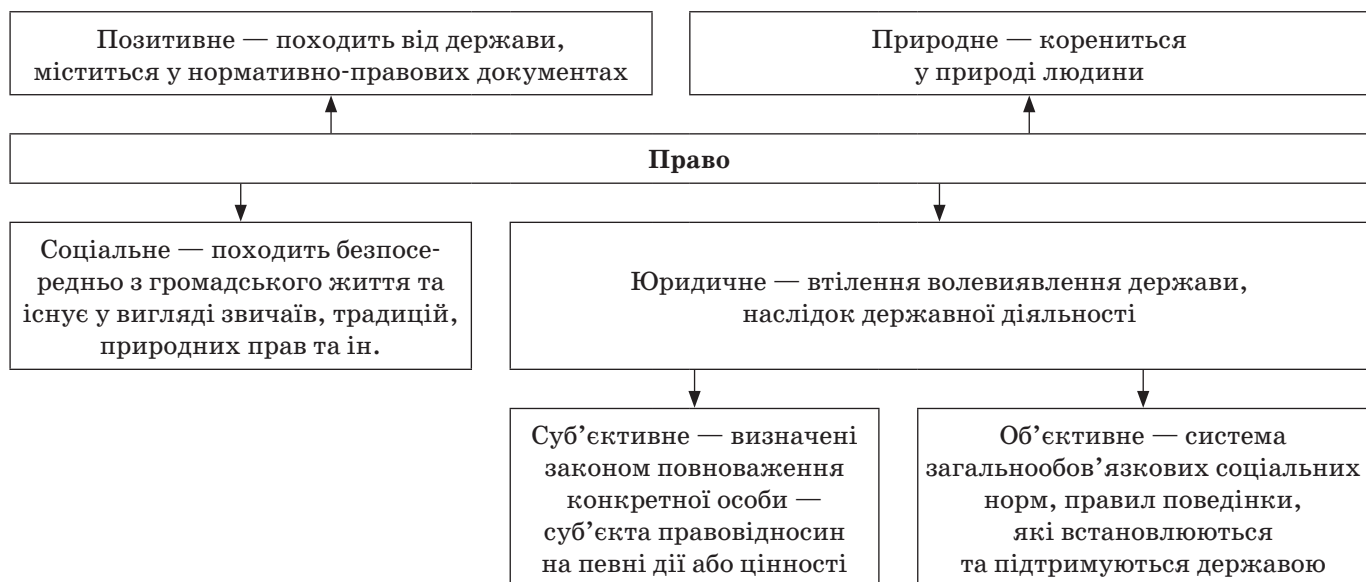 Позитивне — походить від держави,
міститься у нормативно-правових документах
Природне — корениться
у природі людини
Право
Соціальне — походить безпосе-
редньо з громадського життя та
існує у вигляді звичаїв, традицій,
природних прав та ін.
Юридичне — втілення волевиявлення держави,
наслідок державної діяльності
Суб’єктивне — визначені
законом повноваження
конкретної особи —
суб’єкта правовідносин
на певні дії або цінності
Об’єктивне — система
загальнообов’язкових соціальних
норм, правил поведінки,
які встановлюються
та підтримуються державою